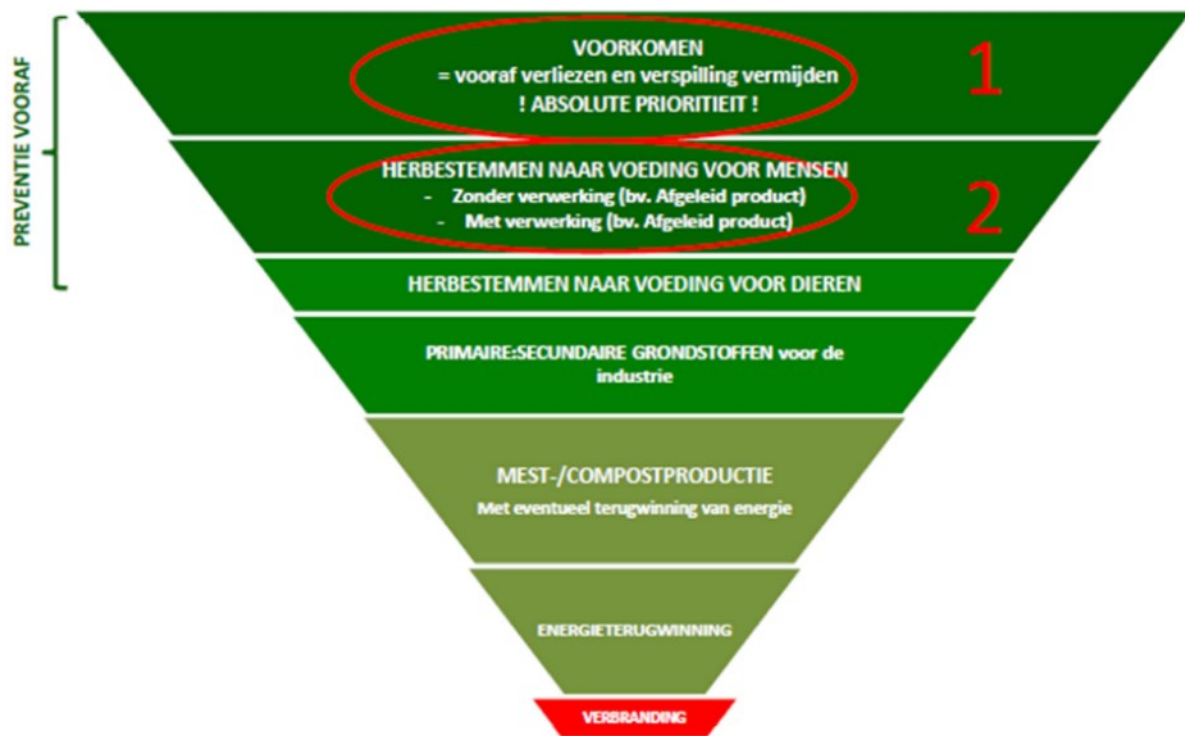 PREVENTIE VOORAF
VOORKOMEN
= vooraf verliezen en verspilling vermijden
! ABSOLUTE PRIORITIEIT !
1
HERBESTEMMEN NAAR VOEDING VOOR MENSEN
- Zonder verwerking (bv. Afgeleid product)
- Met verwerking (bv. Afgeleid product)
2
HERBESTEMMEN NAAR VOEDING VOOR DIEREN
PRIMAIRE:SECUNDAIRE GRONDSTOFFEN voor de
industrie
MEST-/COMPOSTPRODUCTIE
Met eventueel terugwinning van energie
ENERGIETERUGWINNING
VERBRANDING